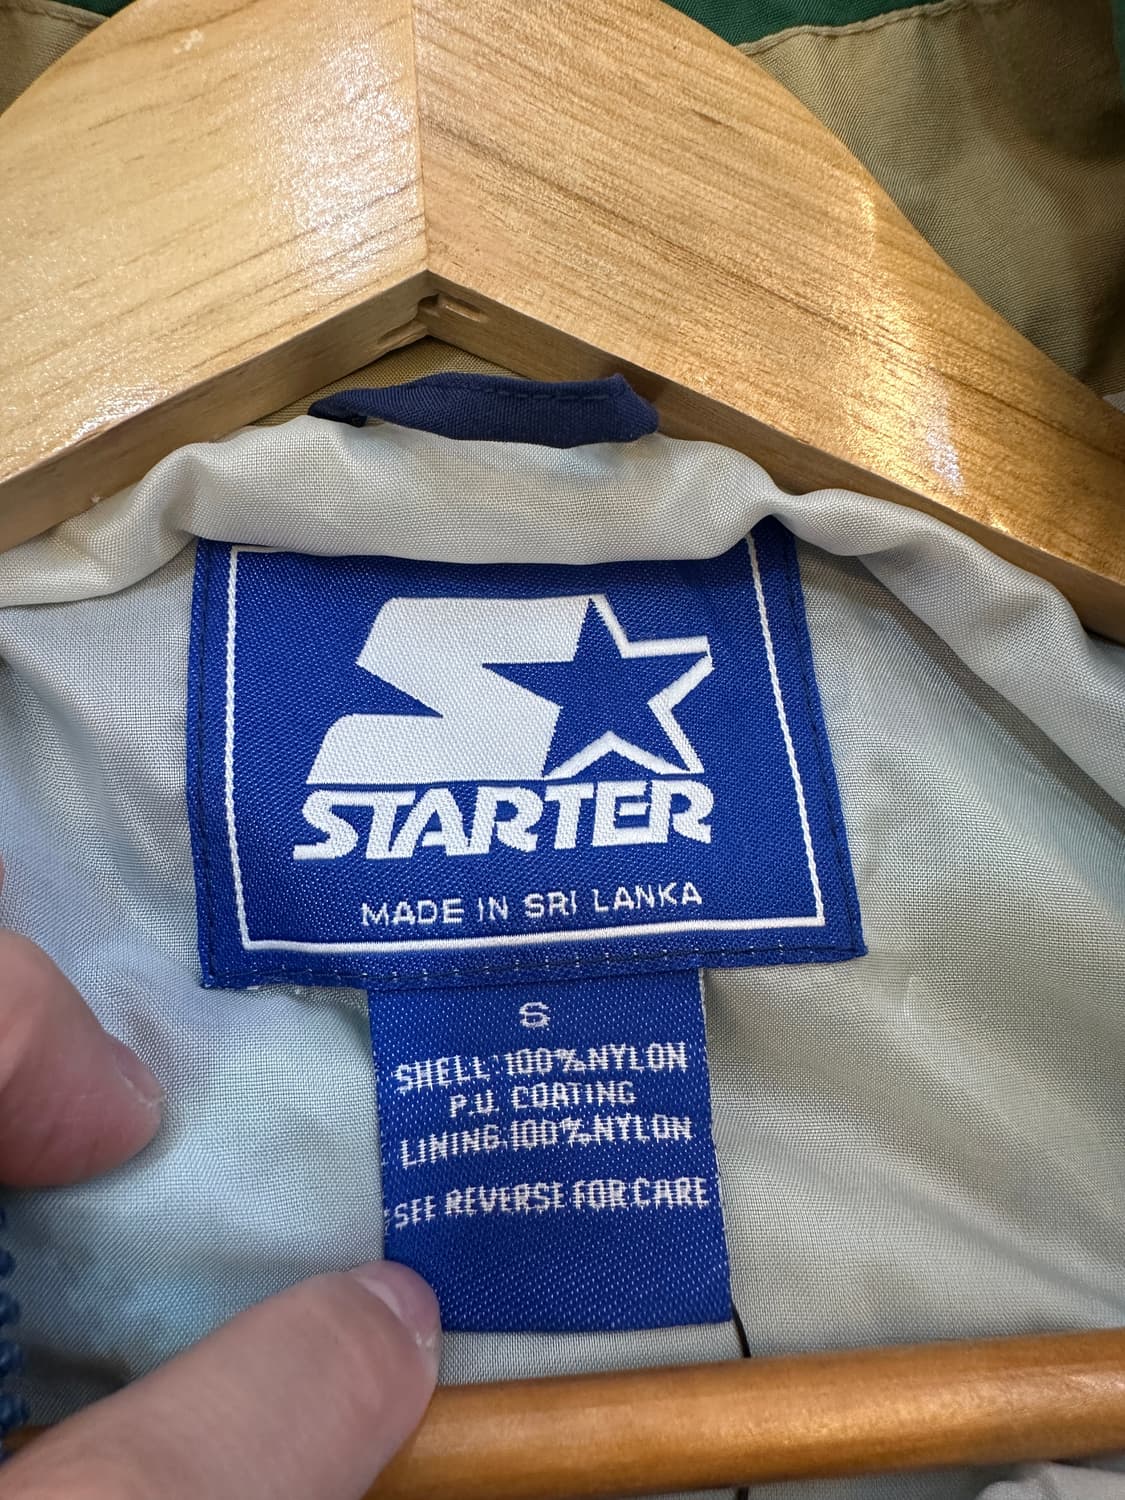 STARTER
MADE IN SRI LANKA
S
SHELL:100%NYLON
P.U. COATING
LINING:100%NYLON
SEE REVERSE FOR CARE